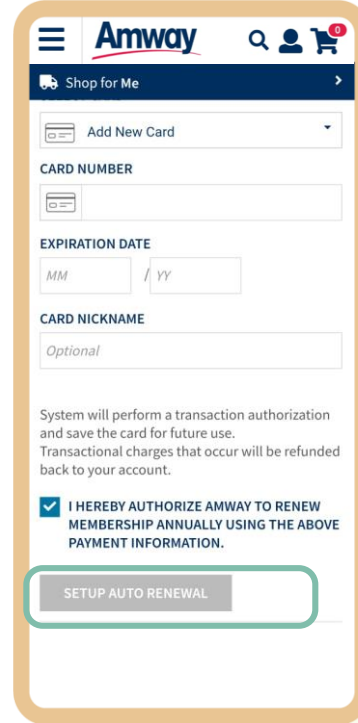 Amway
0
Shop for Me
Add New Card
CARD NUMBER
EXPIRATION DATE
MM / YY
CARD NICKNAME
Optional
System will perform a transaction authorization
and save the card for future use.
Transactional charges that occur will be refunded
back to your account.
I HEREBY AUTHORIZE AMWAY TO RENEW
MEMBERSHIP ANNUALLY USING THE ABOVE
PAYMENT INFORMATION.
SETUP AUTO RENEWAL